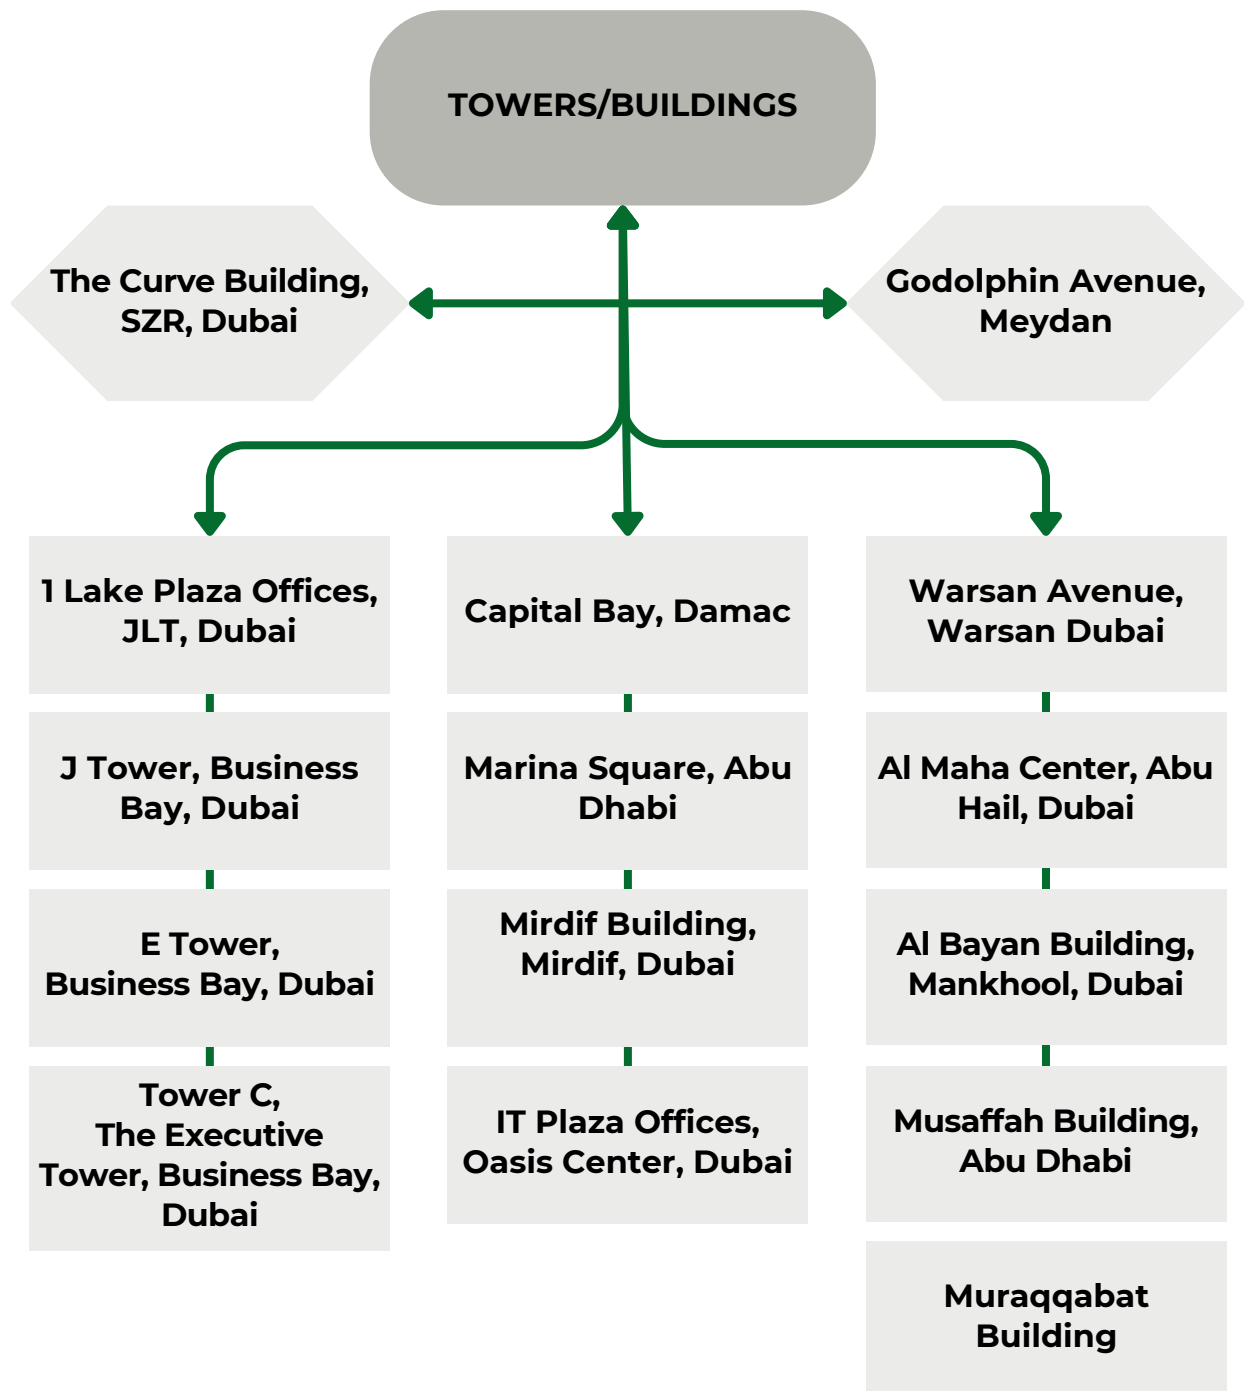 TOWERS/BUILDINGS
The Curve Building,
SZR, Dubai
Godolphin Avenue,
Meydan
1 Lake Plaza Offices,
JLT, Dubai
Capital Bay, Damac
Warsan Avenue,
Warsan Dubai
J Tower, Business
Bay, Dubai
Marina Square, Abu
Dhabi
Al Maha Center, Abu
Hail, Dubai
E Tower,
Business Bay, Dubai
Mirdif Building,
Mirdif, Dubai
Al Bayan Building,
Mankhool, Dubai
Tower C,
The Executive
Tower, Business Bay,
Dubai
IT Plaza Offices,
Oasis Center, Dubai
Musaffah Building,
Abu Dhabi
Muraqqabat
Building